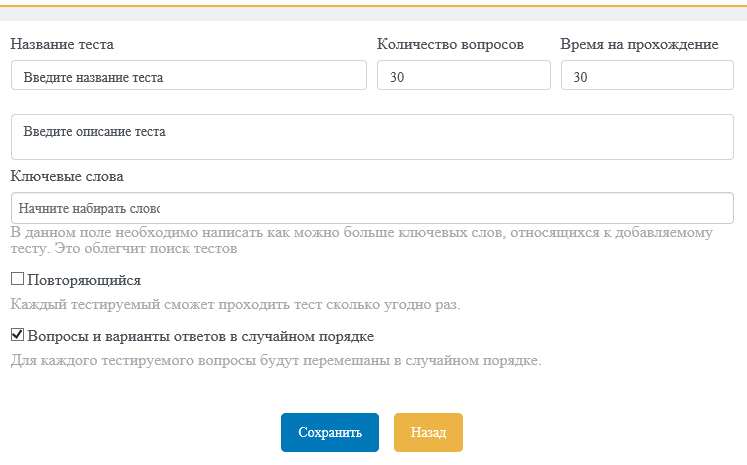 Название теста
Количество вопросов
Время на прохождение
Введите название теста
30
30
Введите описание теста
Ключевые слова
Начните набирать слово
В данном поле необходимо написать как можно больше ключевых слов, относящихся к добавляемому
тесту. Это облегчит поиск тестов
Повторяющийся
Каждый тестируемый сможет проходить тест сколько угодно раз.
Вопросы и варианты ответов в случайном порядке
Для каждого тестируемого вопросы будут перемешаны в случайном порядке.
Сохранить
Назад